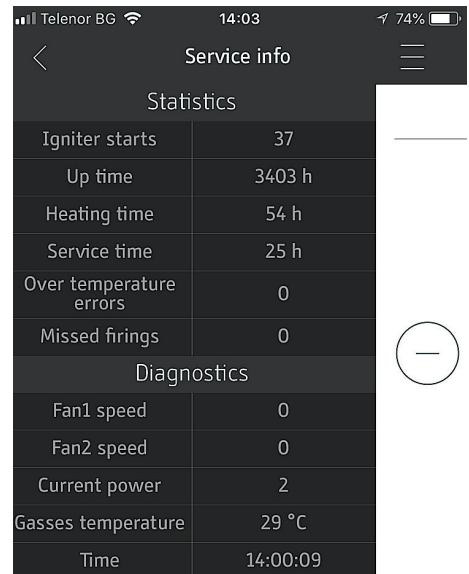 Telenor BG 14:03 74%
Service info
Statistics
Igniter starts 37
Up time 3403 h
Heating time 54 h
Service time 25 h
Over temperature
errors 0
Missed firings 0
Diagnostics
Fan1 speed 0
Fan2 speed 0
Current power 2
Gasses temperature 29 °C
Time 14:00:09